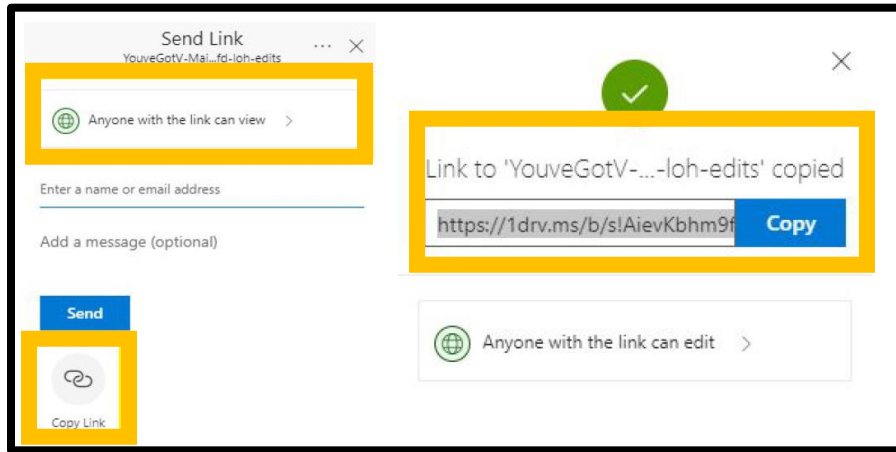 Send Link
YouveGotV-Mai...fd-loh-edits
Anyone with the link can view
Enter a name or email address
Add a message (optional)
Send
Copy Link
Link to 'YouveGotV-...-loh-edits' copied
https://1drv.ms/b/s!AievKbhm9f
Copy
Anyone with the link can edit